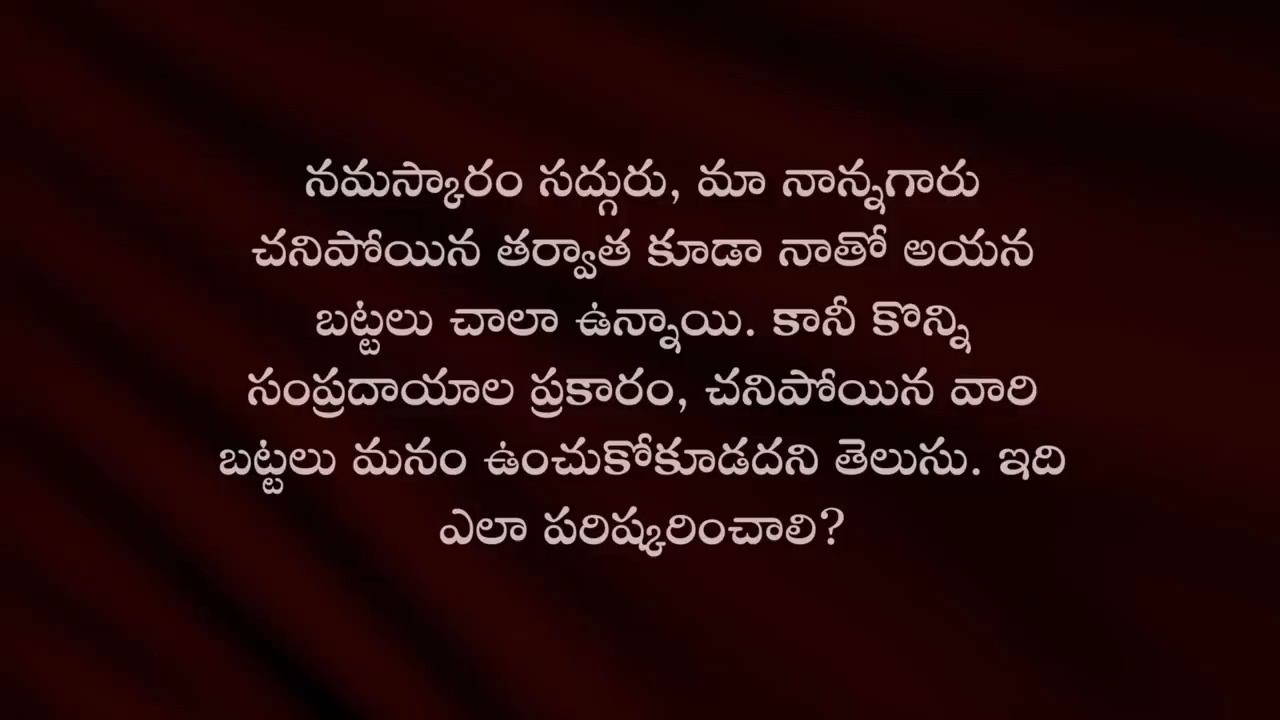 నమస్కారం సద్గురు, మా నాన్నగారు
చనిపోయిన తర్వాత కూడా నాతో అయన
బట్టలు చాలా ఉన్నాయి. కానీ కొన్ని
సంప్రదాయాల ప్రకారం, చనిపోయిన వారి
బట్టలు మనం ఉంచుకోకూడదని తెలుసు. ఇది
ఎలా పరిష్కరించాలి?